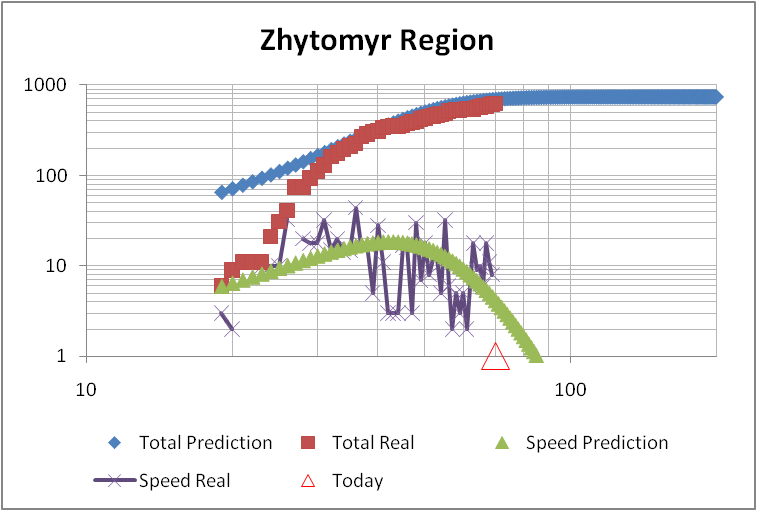 Zhytomyr Region
1000
100
10
1
10
100
Total Prediction
Total Real
Speed Prediction
Speed Real
Today